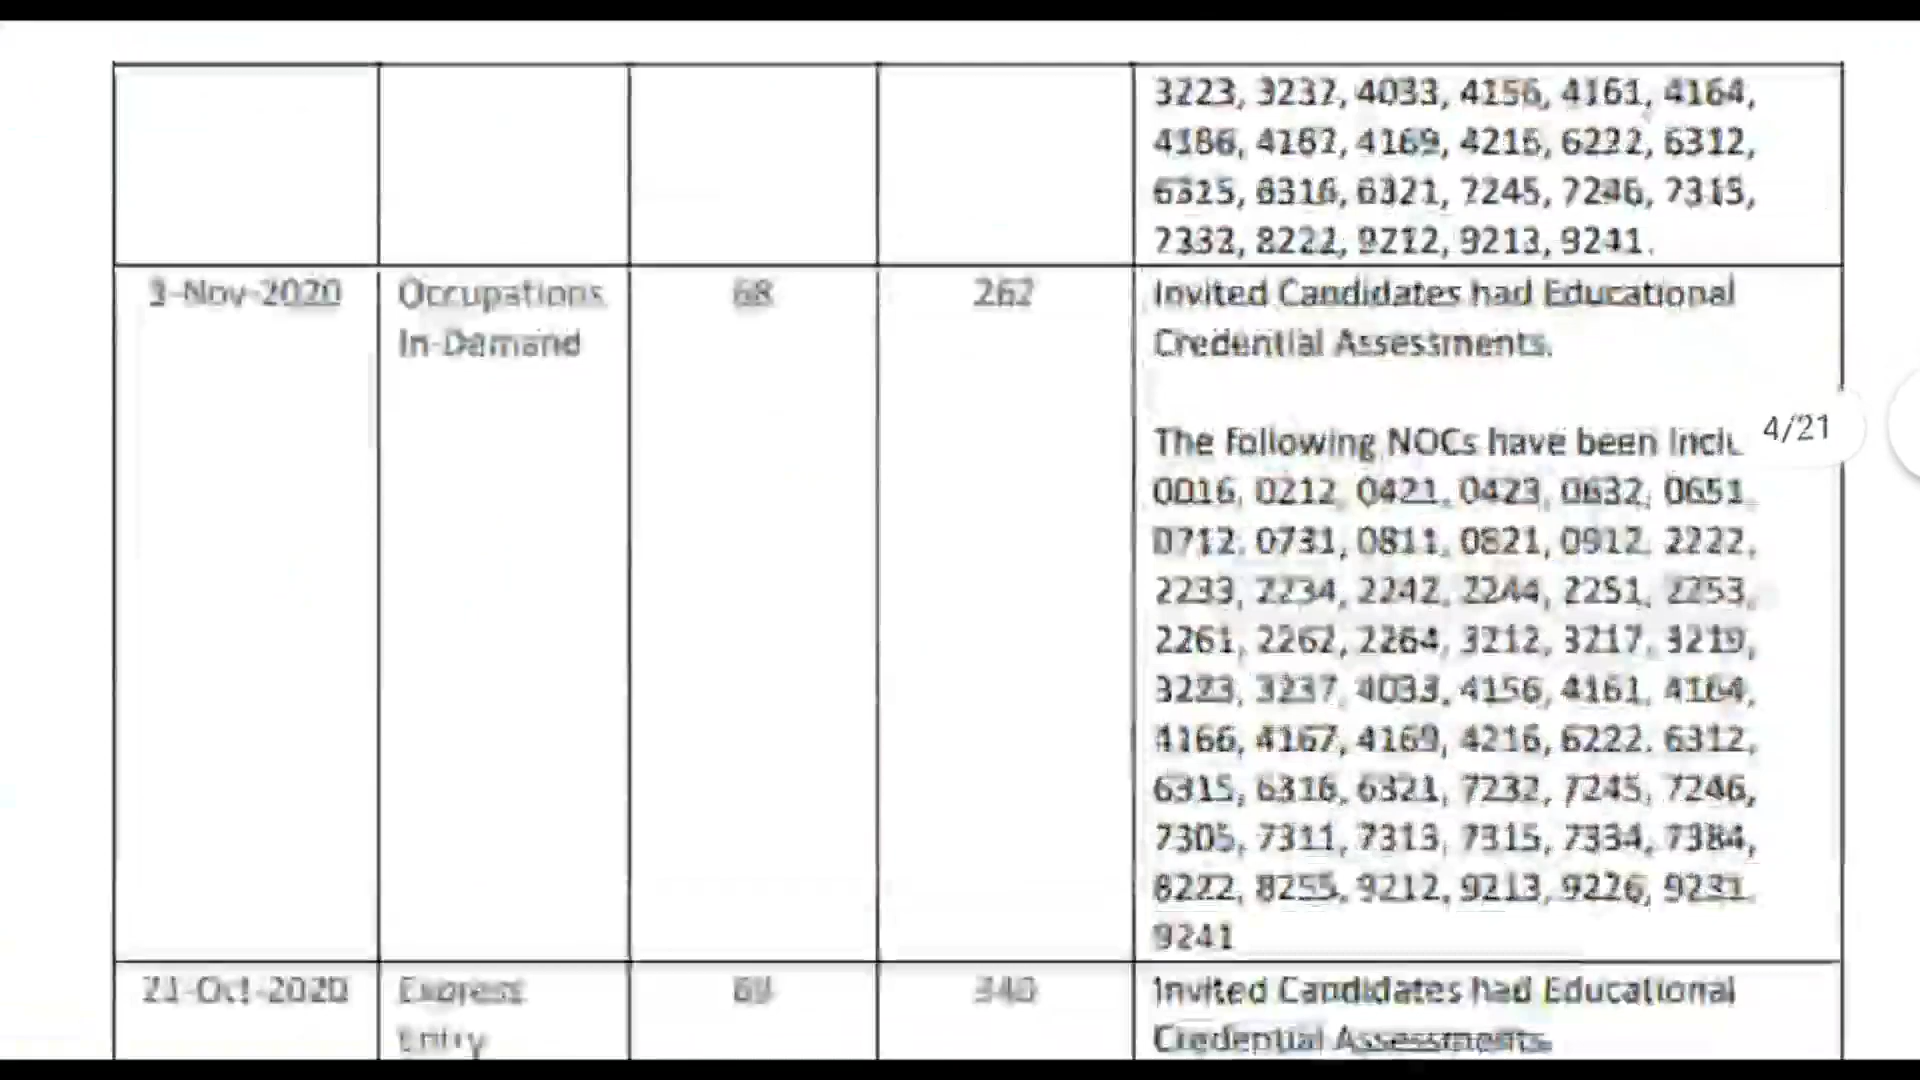 3223, 3237, 4033, 4156, 4161, 4164,
4166, 4167, 4169, 4216, 6222, 6312,
6315, 6316, 6321, 7245, 7246, 7315,
8222, 9212, 9213, 9241.
3-Nov-2020 Occupations 68 262 Invited Candidates had Educational
In-Demand Credential Assessments.
4/21
The following NOCs have been
0016, 0212, 0421, 0423, 0632, 0651,
0712, 0731, 0811, 0821, 0912, 2222,
2233, 2234, 2242, 2244, 2251, 2253,
2261, 2262, 2264, 3212, 3217, 3219,
3223, 3237, 4033, 4156, 4161, 4164,
4166, 4167, 4169, 4216, 6222, 6312,
6315, 6316, 6321, 7232, 7245, 7246,
7305, 7311, 7313, 7315, 7334, 7384,
8222, 8255, 9212, 9213, 9226, 9231,
9241
Express 69 340 Invited Candidates had Educational
Entry Credential Assessments.